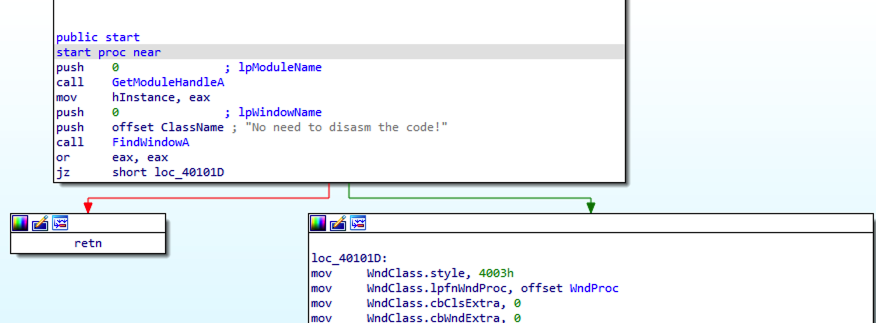 public start
start proc near
push    0               ; lpModuleName
call    GetModuleHandleA
mov     hInstance, eax
push    0               ; lpWindowName
push    offset ClassName ; "No need to disasm the code!"
call    FindWindowA
or      eax, eax
jz      short loc_40101D
retn
loc_40101D:
mov     WndClass.style, 4003h
mov     WndClass.lpfnWndProc, offset WndProc
mov     WndClass.cbClsExtra, 0
mov     WndClass.cbWndExtra, 0